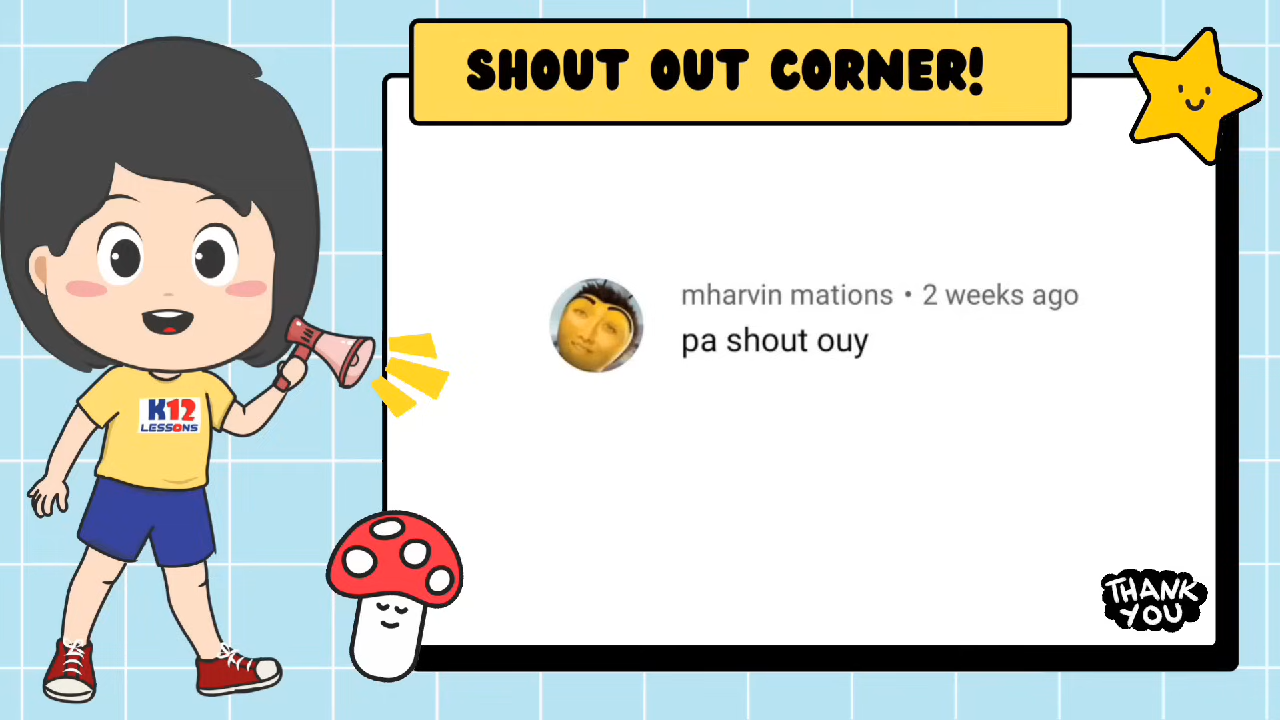 SHOUT OUT CORNER!
mharvin mations • 2 weeks ago
pa shout ouy
K12
LESSONS
THANK
YOU